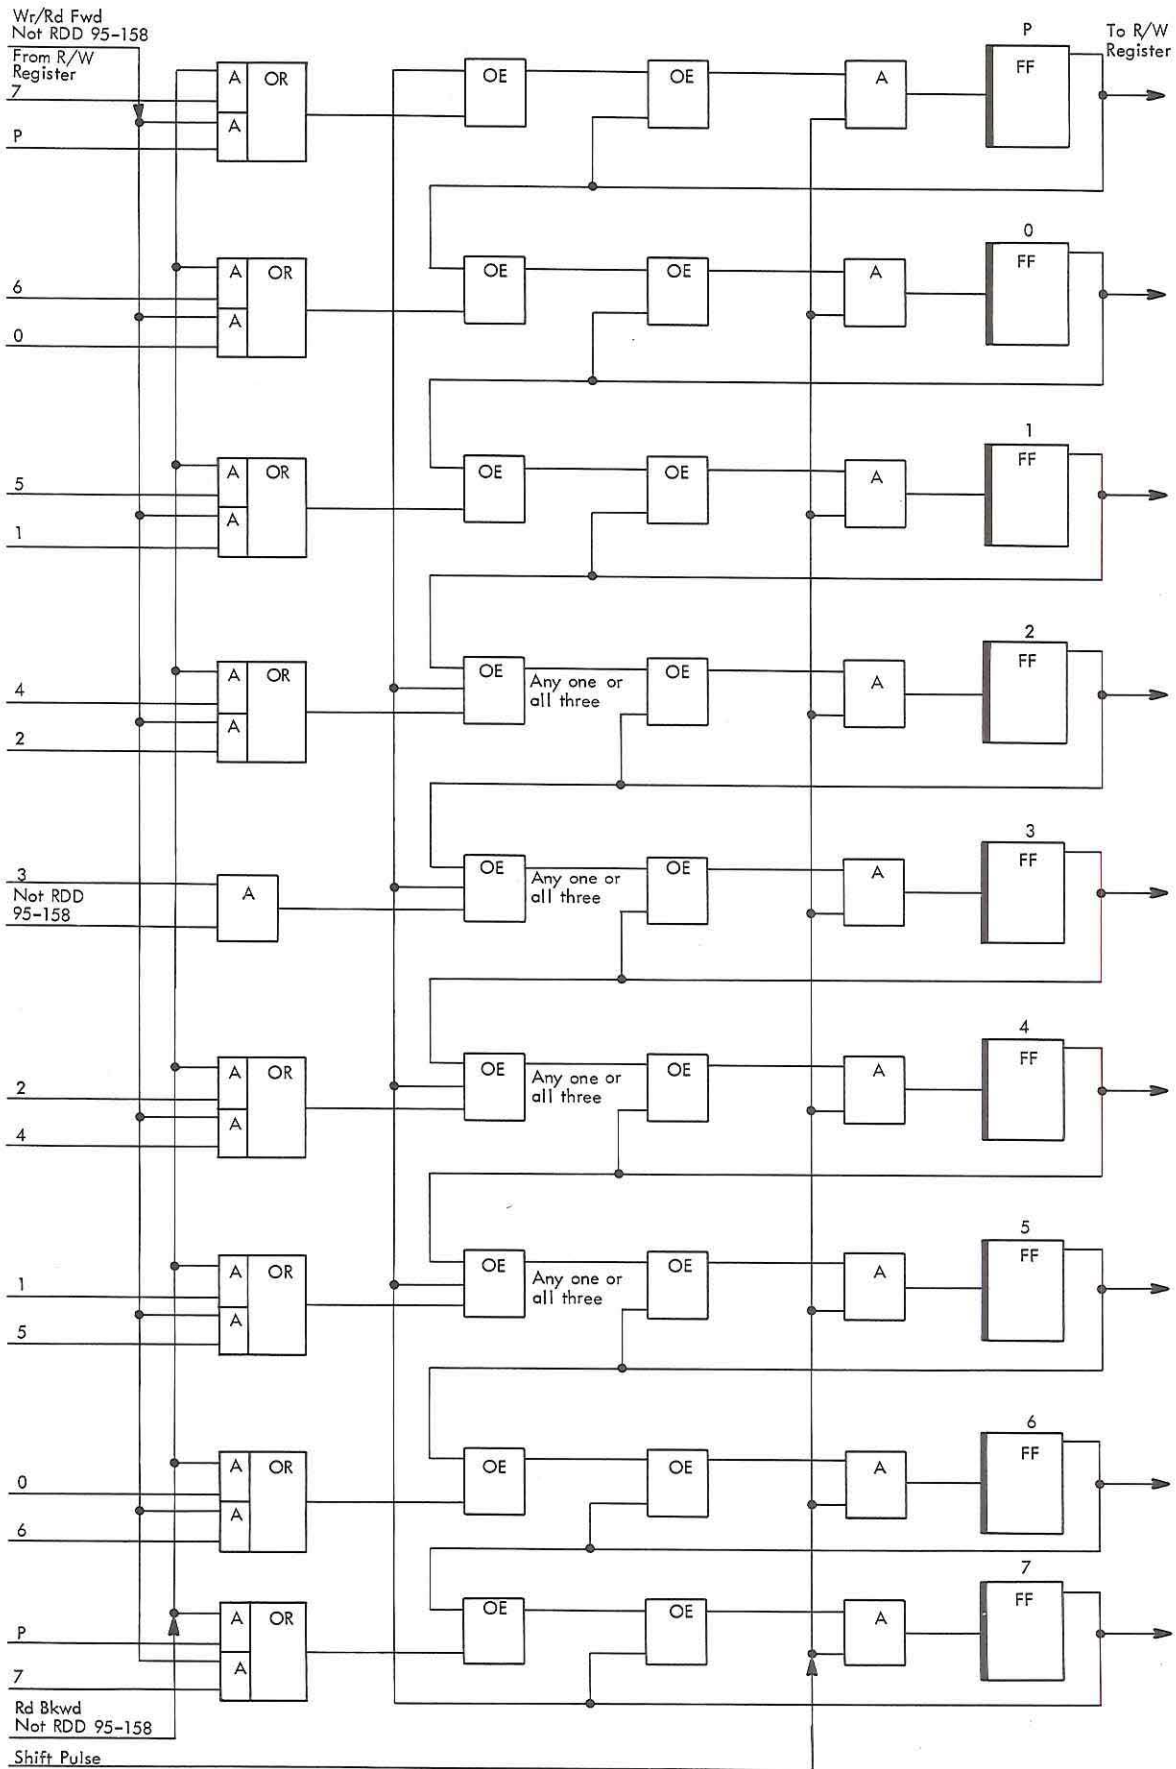 Wr/Rd Fwd
Not RDD 95-158
From R/W
Register
P
To R/W
Register
7
A
OR
OE
OE
A
FF
A
P
0
6
A
OR
OE
OE
A
FF
A
0
1
5
A
OR
OE
OE
A
FF
A
1
2
4
A
OR
OE
Any one or
all three
OE
A
FF
A
2
3
3
Not RDD
95-158
A
OE
Any one or
all three
OE
A
FF
4
2
A
OR
OE
Any one or
all three
OE
A
FF
A
4
5
1
A
OR
OE
Any one or
all three
OE
A
FF
A
5
6
0
A
OR
OE
OE
A
FF
A
6
7
P
A
OR
OE
OE
A
FF
A
7
Rd Bkwd
Not RDD 95-158
Shift Pulse